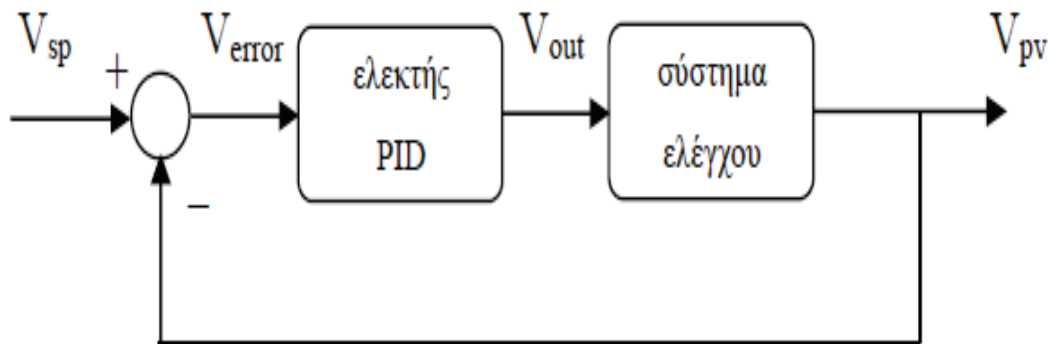 V_sp
+
V_error
ελεκτής
PID
V_out
σύστημα
ελέγχου
V_pv
−